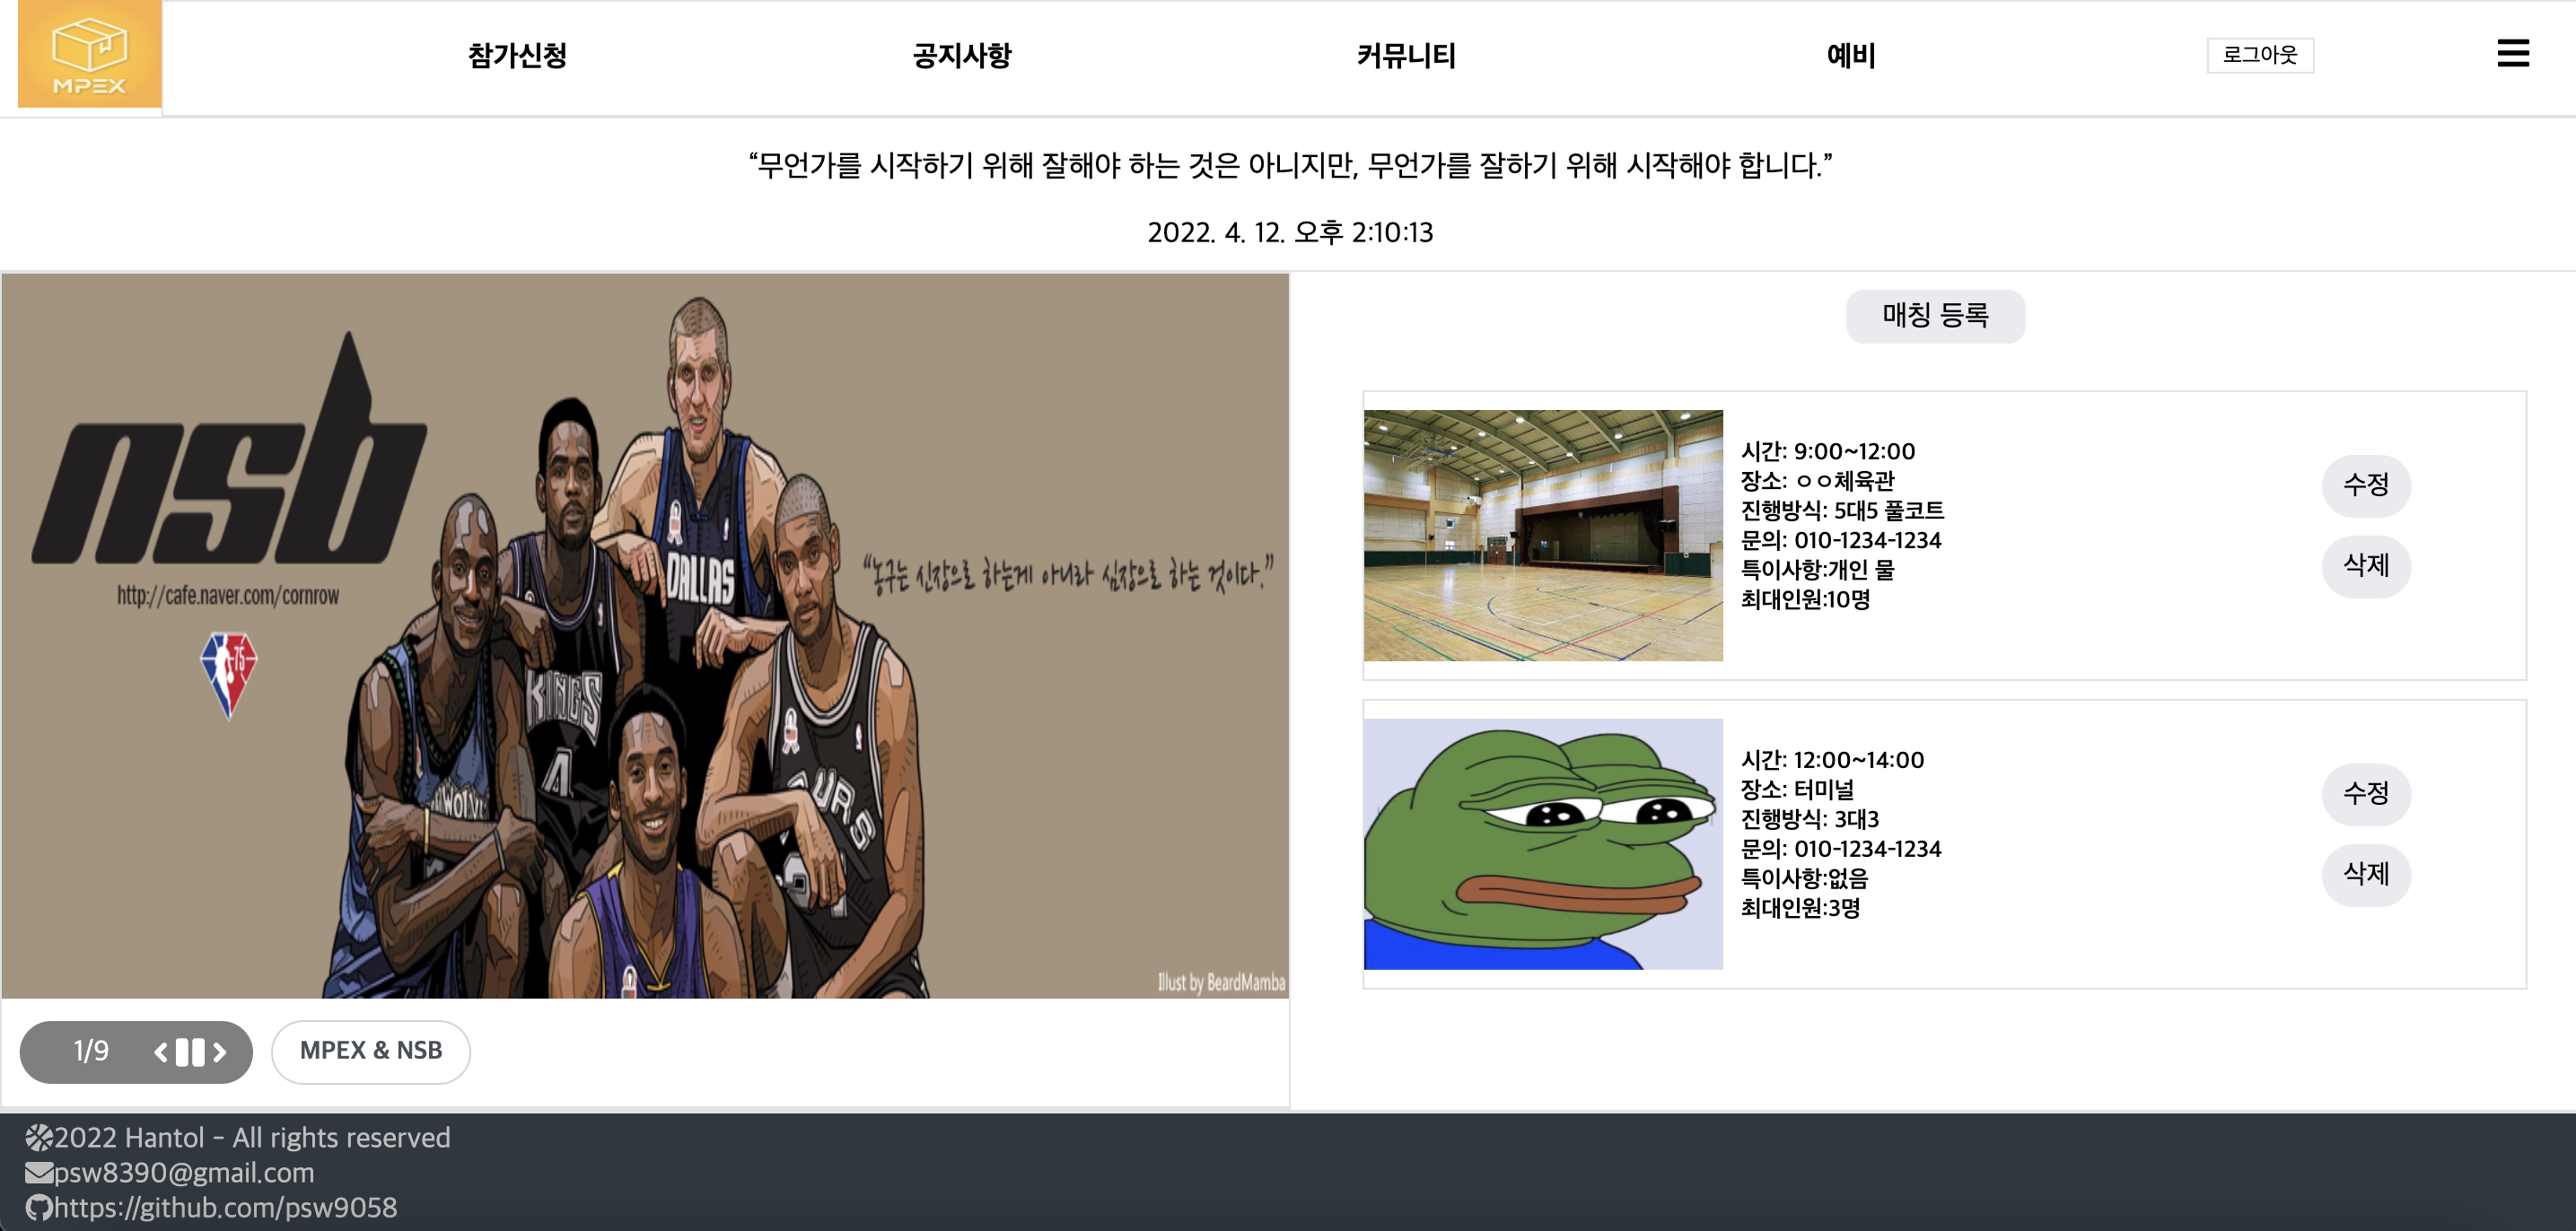 MPEX
참가신청
공지사항
커뮤니티
예비
로그아웃
“무언가를 시작하기 위해 잘해야 하는 것은 아니지만, 무언가를 잘하기 위해 시작해야 합니다.”
2022. 4. 12. 오후 2:10:13
nsb
http://cafe.naver.com/cornrow
75
“농구는 신장으로 하는게 아니라 심장으로 하는 것이다.”
DALLAS
KINGS
4
WOLV
PURS
Illust by BeardMamba
1/9
MPEX & NSB
매칭 등록
시간: 9:00~12:00
장소: ㅇㅇ체육관
진행방식: 5대5 풀코트
문의: 010-1234-1234
특이사항:개인 물
최대인원:10명
수정
삭제
시간: 12:00~14:00
장소: 터미널
진행방식: 3대3
문의: 010-1234-1234
특이사항:없음
최대인원:3명
수정
삭제
2022 Hantol - All rights reserved
psw8390@gmail.com
https://github.com/psw9058